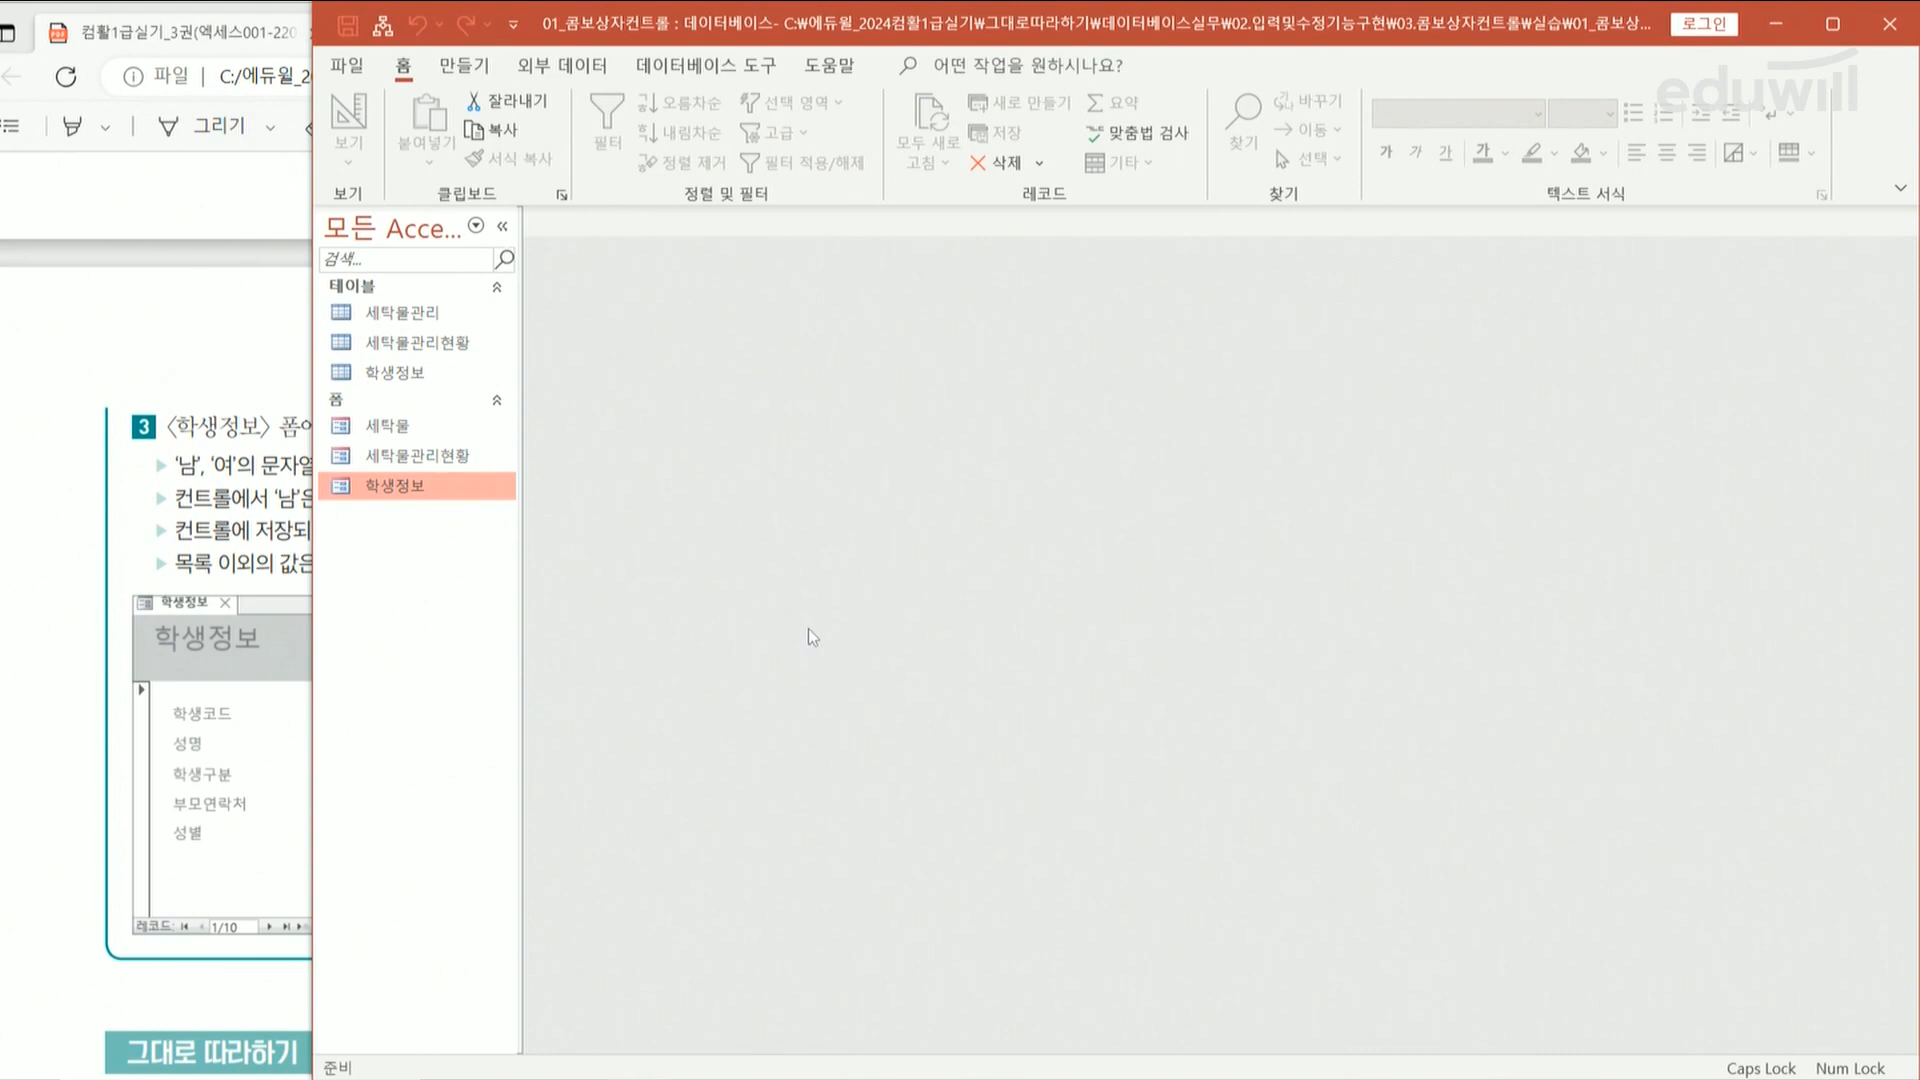 컴활1급실기_3권(엑세스001-220
파일 | C:/에듀윌_2
그리기
3 〈학생정보〉 폼
'남', '여'의 문자열
컨트롤에서 '남'은
컨트롤에 저장되
목록 이외의 값은
학생정보
학생정보
학생코드
성명
학생구분
부모연락처
성별
레코드: 1/10
그대로 따라하기
01_콤보상자컨트롤 : 데이터베이스- C:₩에듀윌_2024컴활1급실기₩그대로따라하기₩데이터베이스실무₩02.입력및수정기능구현₩03.콤보상자컨트롤₩실습₩01_콤보상...
로그인
파일 홈 만들기 외부 데이터 데이터베이스 도구 도움말 어떤 작업을 원하시나요?
eduwill
보기
보기
붙여넣기
잘라내기
복사
서식 복사
클립보드
필터
오름차순
내림차순
정렬 제거
선택 영역
고급
필터 적용/해제
정렬 및 필터
모두 새로 고침
새로 만들기
저장
삭제
요약
맞춤법 검사
기타
레코드
찾기
바꾸기
이동
선택
찾기
가 가 가 가
텍스트 서식
모든 Acce...
검색...
테이블
세탁물관리
세탁물관리현황
학생정보
폼
세탁물
세탁물관리현황
학생정보
준비
Caps Lock Num Lock